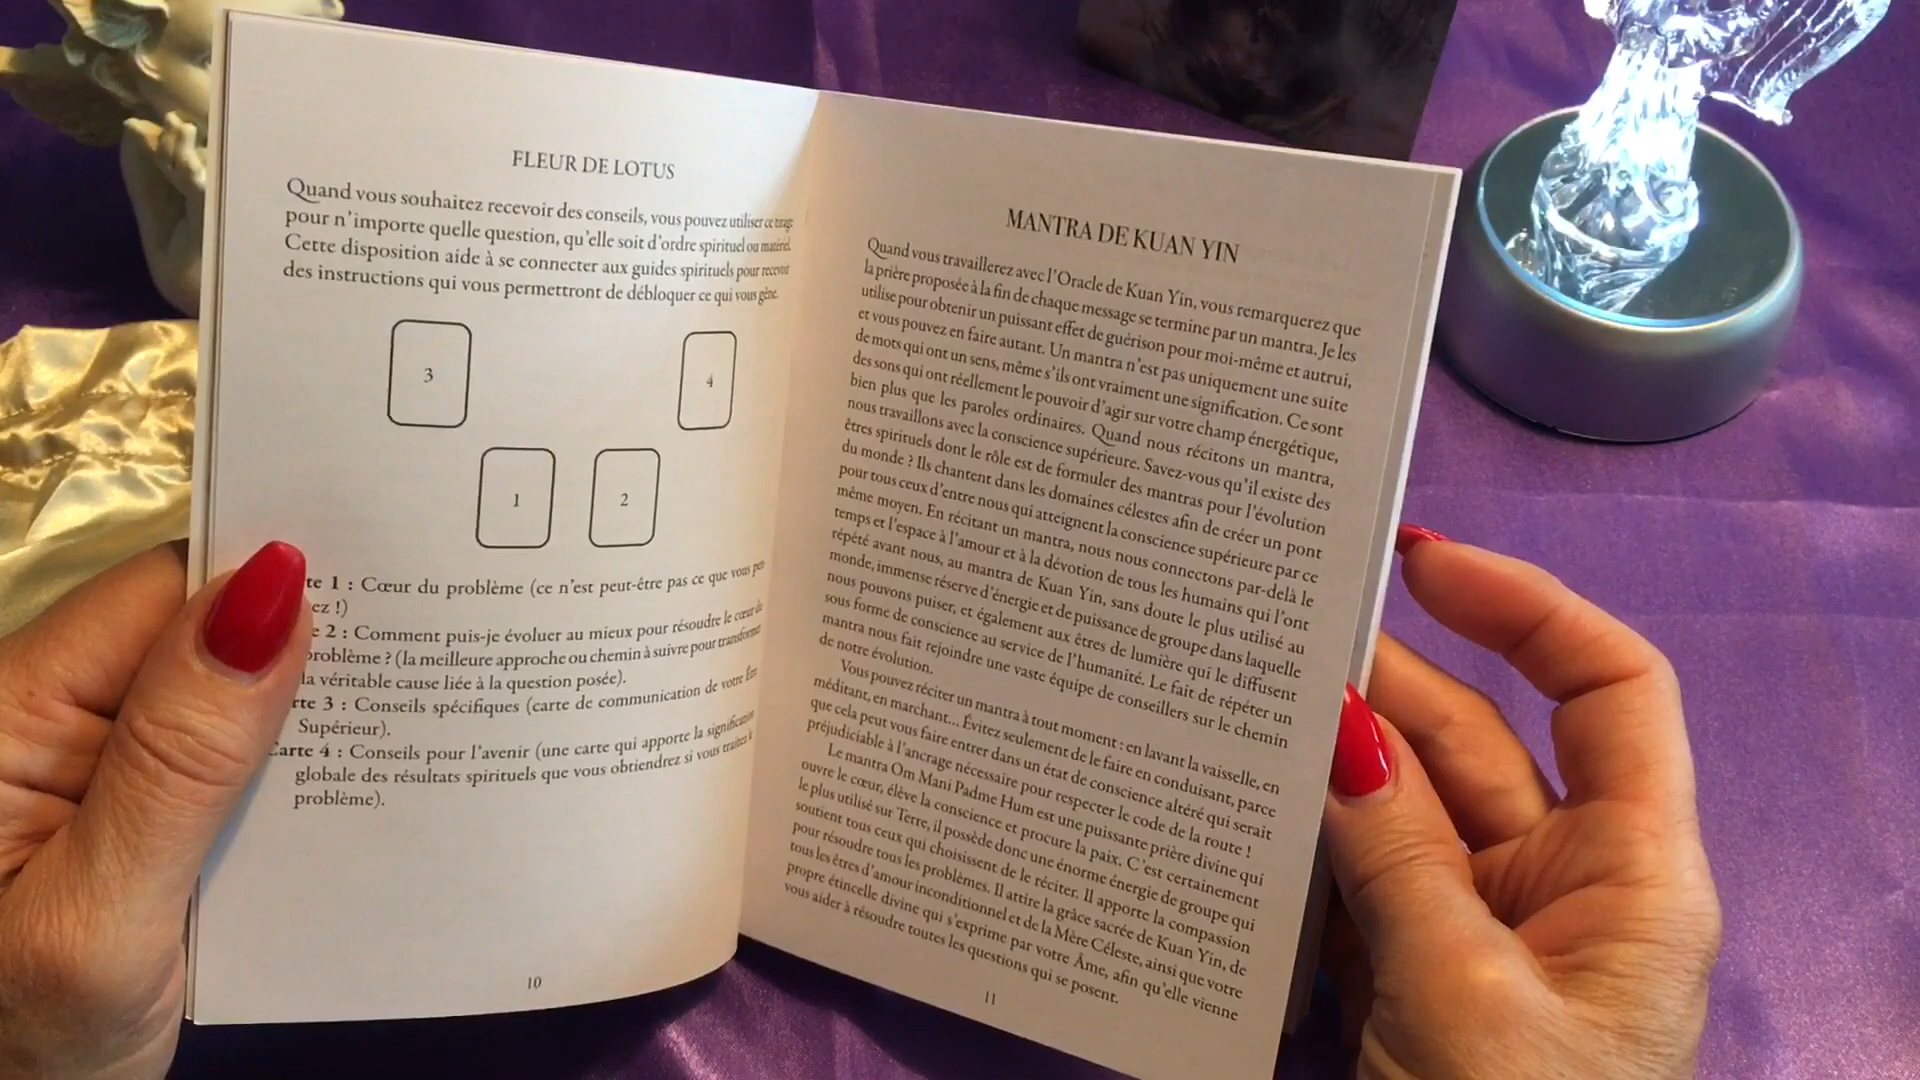 FLEUR DE LOTUS
Quand vous souhaitez recevoir des conseils, vous pouvez utiliser ce tirage
pour n'importe quelle question, qu'elle soit d'ordre spirituel ou matériel.
Cette disposition aide à se connecter aux guides spirituels pour recevoir
des instructions qui vous permettront de débloquer ce qui vous gêne.
3
4
1
2
te 1 : Cœur du problème (ce n'est peut-être pas ce que vous pen
ez !)
e 2 : Comment puis-je évoluer au mieux pour résoudre le cœur du
problème ? (la meilleure approche ou chemin à suivre pour transformer
la véritable cause liée à la question posée).
rte 3 : Conseils spécifiques (carte de communication de votre Être
Supérieur).
Carte 4 : Conseils pour l'avenir (une carte qui apporte la signification
globale des résultats spirituels que vous obtiendrez si vous traitez le
problème).
10
MANTRA DE KUAN YIN
Quand vous travaillerez avec l'Oracle de Kuan Yin, vous remarquerez que
la prière proposée à la fin de chaque message se termine par un mantra. Je les
utilise pour obtenir un puissant effet de guérison pour moi-même et autrui,
et vous pouvez en faire autant. Un mantra n'est pas uniquement une suite
de mots qui ont un sens, même s'ils ont vraiment une signification. Ce sont
des sons qui ont réellement le pouvoir d'agir sur votre champ énergétique,
bien plus que les paroles ordinaires. Quand nous récitons un mantra,
nous travaillons avec la conscience supérieure. Savez-vous qu'il existe des
êtres spirituels dont le rôle est de formuler des mantras pour l'évolution
du monde ? Ils chantent dans les domaines célestes afin de créer un pont
pour tous ceux d'entre nous qui atteignent la conscience supérieure par ce
même moyen. En récitant un mantra, nous nous connectons par-delà le
temps et l'espace à l'amour et à la dévotion de tous les humains qui l'ont
répété avant nous, au mantra de Kuan Yin, sans doute le plus utilisé au
monde, immense réserve d'énergie et de puissance de groupe dans laquelle
nous pouvons puiser, et également aux êtres de lumière qui le diffusent
sous forme de conscience au service de l'humanité. Le fait de répéter un
mantra nous fait rejoindre une vaste équipe de conseillers sur le chemin
de notre évolution.
Vous pouvez réciter un mantra à tout moment : en lavant la vaisselle, en
méditant, en marchant... Évitez seulement de le faire en conduisant, parce
que cela peut vous faire entrer dans un état de conscience altéré qui serait
préjudiciable à l'ancrage nécessaire pour respecter le code de la route !
Le mantra Om Mani Padme Hum est une puissante prière divine qui
ouvre le cœur, élève la conscience et procure la paix. C'est certainement
le plus utilisé sur Terre, il possède donc une énorme énergie de groupe qui
soutient tous ceux qui choisissent de le réciter. Il apporte la compassion
pour résoudre tous les problèmes. Il attire la grâce sacrée de Kuan Yin, de
tous les êtres d'amour inconditionnel et de la Mère Céleste, ainsi que votre
propre étincelle divine qui s'exprime par votre Âme, afin qu'elle vienne
vous aider à résoudre toutes les questions qui se posent.
11